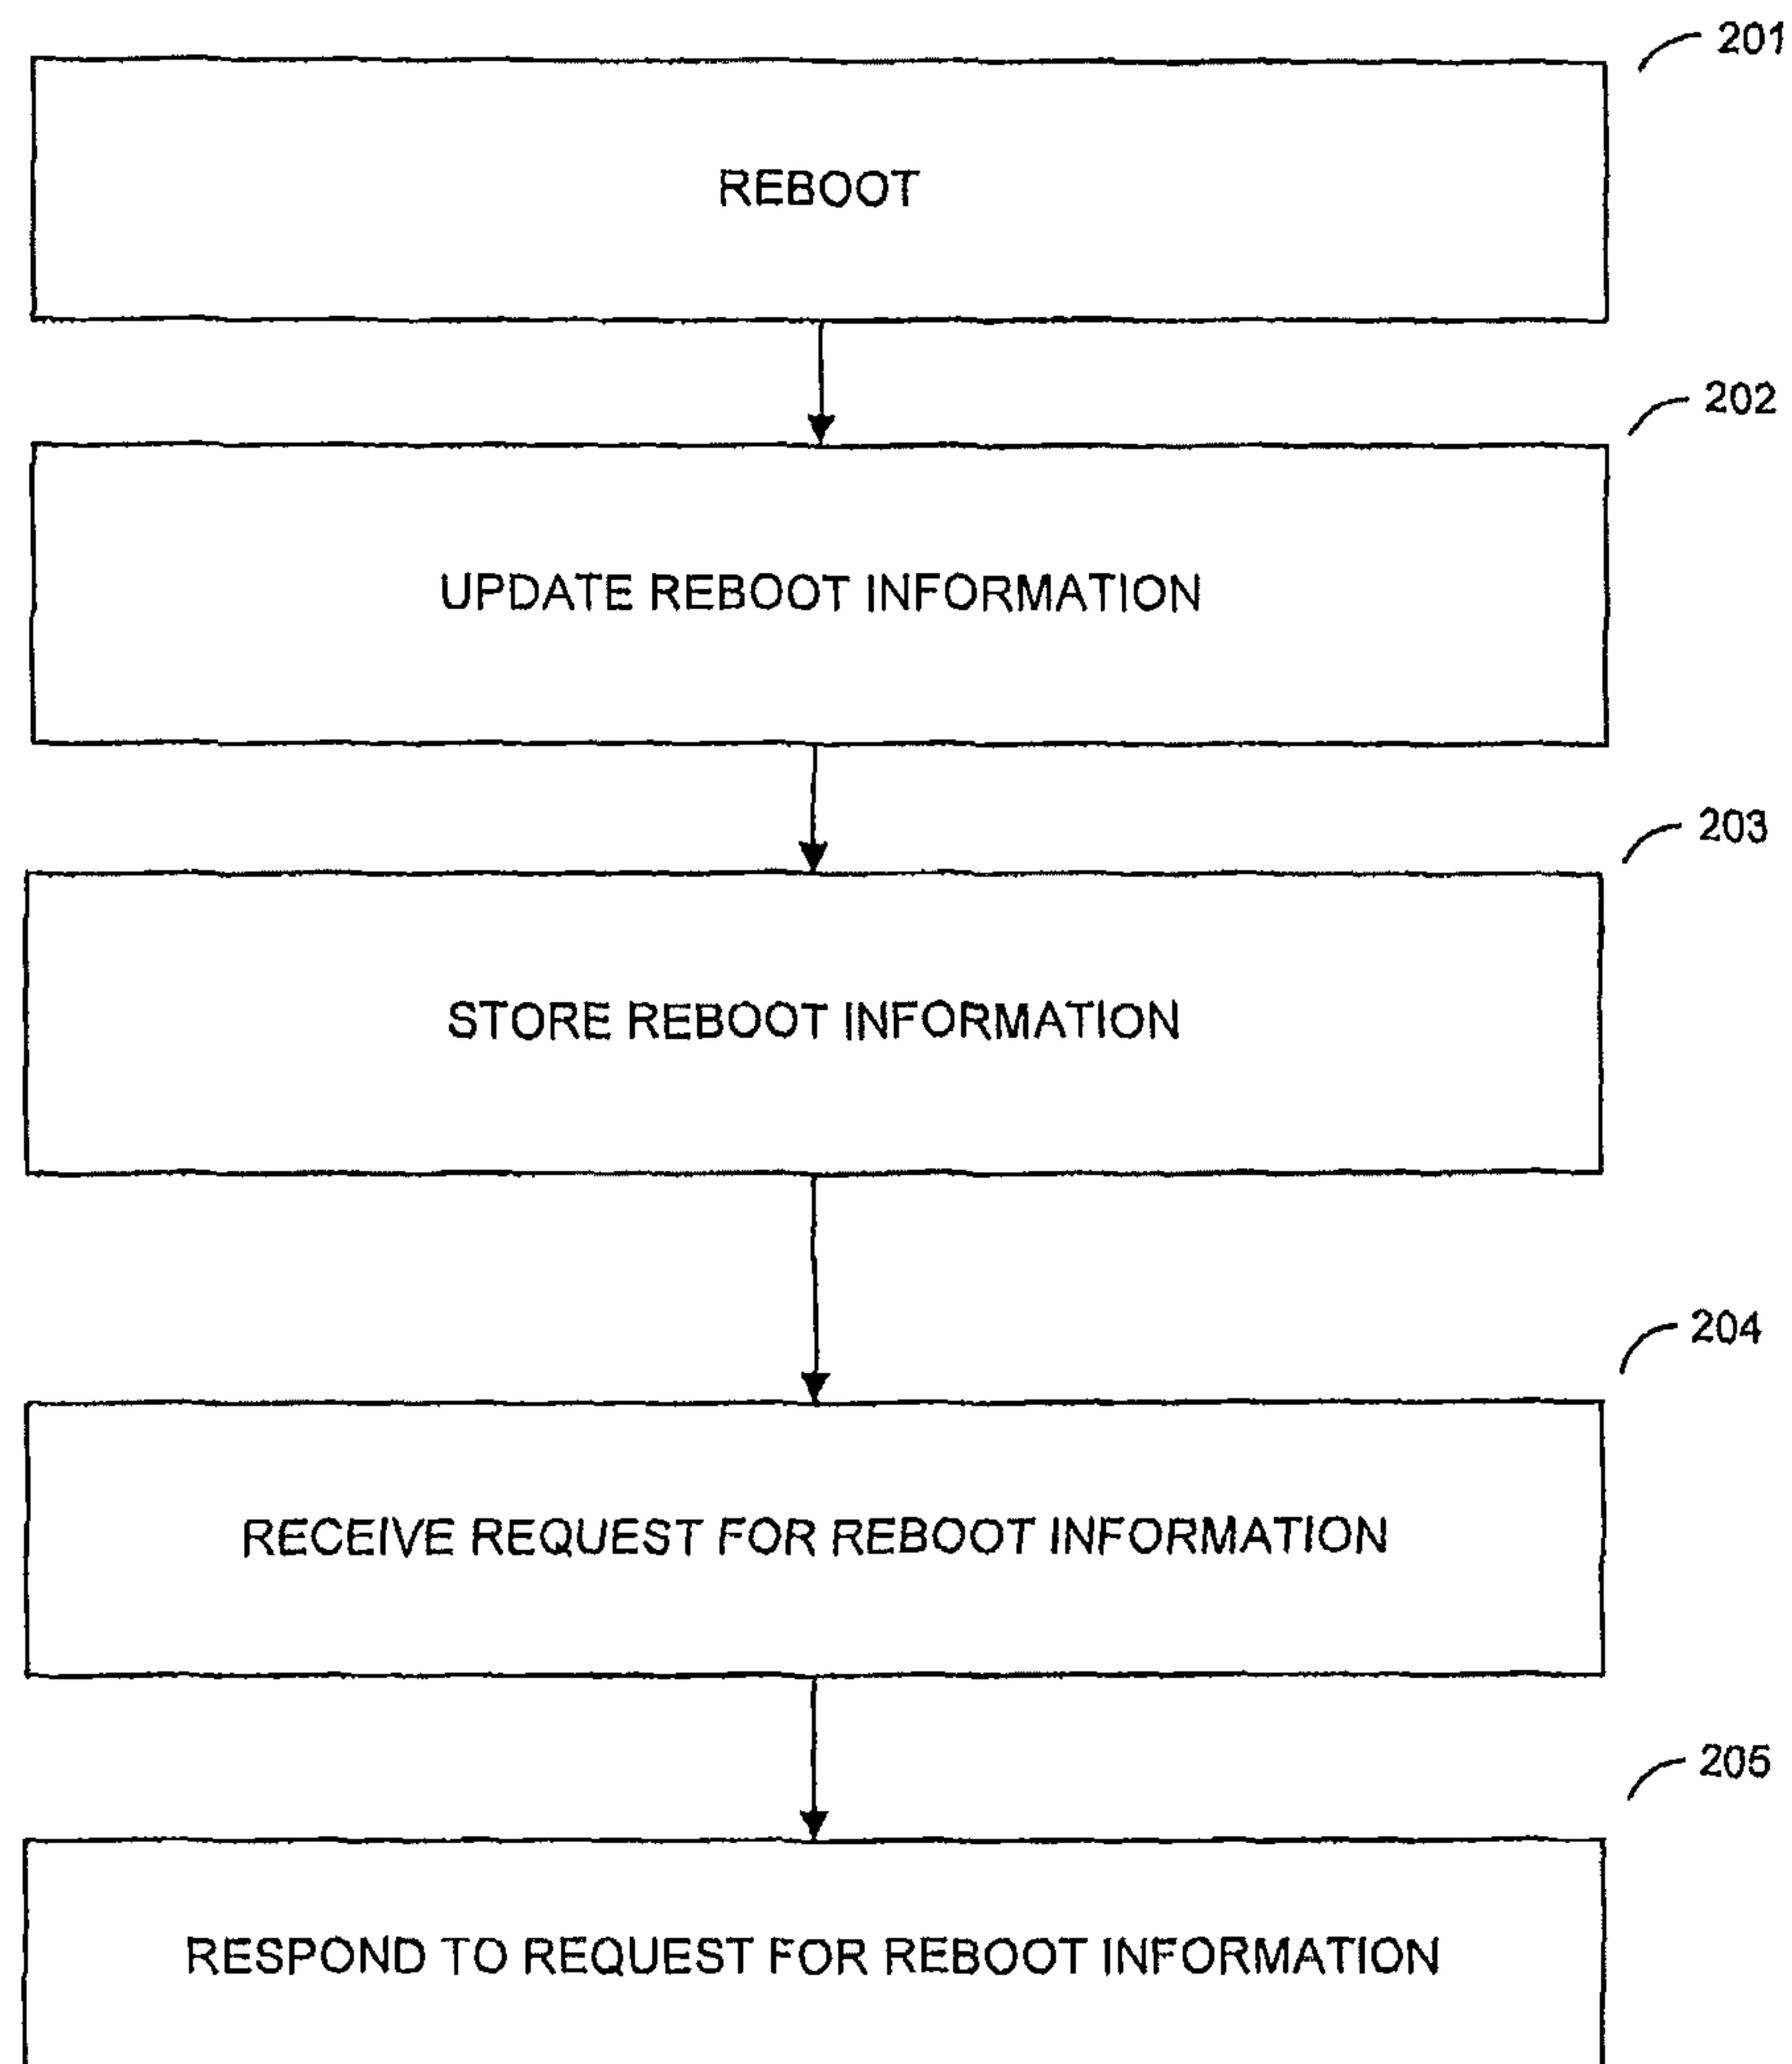 201
REBOOT
202
UPDATE REBOOT INFORMATION
203
STORE REBOOT INFORMATION
204
RECEIVE REQUEST FOR REBOOT INFORMATION
205
RESPOND TO REQUEST FOR REBOOT INFORMATION